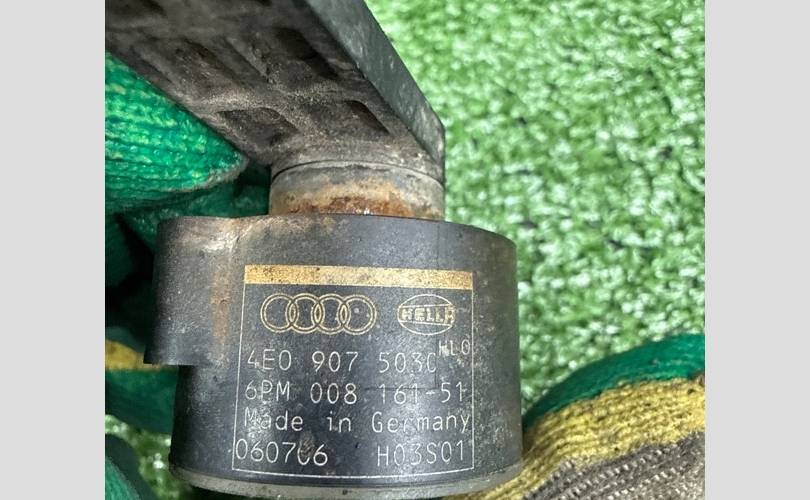 HELLA
4E0 907 503C HLO
6PM 008 161-51
Made in Germany
060706 H03S01